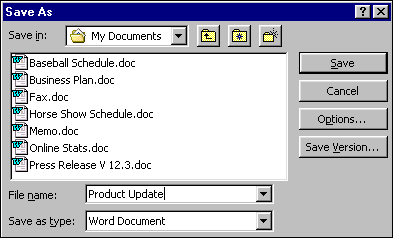 Save As
Save in: My Documents
Baseball Schedule.doc
Business Plan.doc
Fax.doc
Horse Show Schedule.doc
Memo.doc
Online Stats.doc
Press Release V 12.3.doc
Save
Cancel
Options...
Save Version...
File name: Product Update
Save as type: Word Document